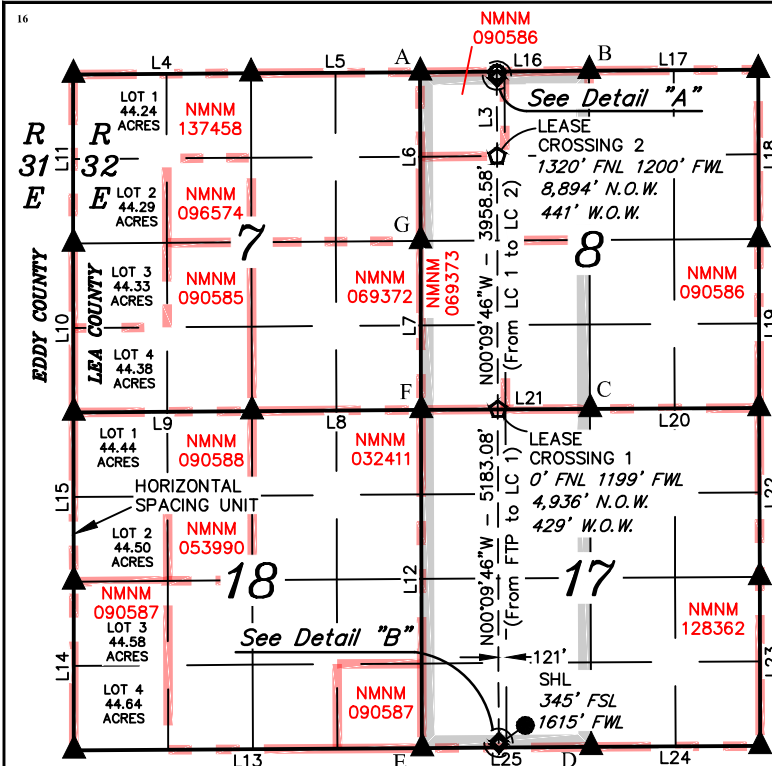 16
NMNM
090586
L4
L5
A
L16
B
L17
LOT 1
44.24
ACRES
NMNM
137458
See Detail "A"
L3
R R
31 32
E E
L11
L6
L18
LEASE
CROSSING 2
1320' FNL 1200' FWL
8,894' N.O.W.
441' W.O.W.
LOT 2
44.29
ACRES
NMNM
096574
7
G
8
LOT 3
44.33
ACRES
NMNM
090585
NMNM
069372
NMNM
069373
NMNM
090586
N00°09'46"W - 3958.58'
(From LC 1 to LC 2)
EDDY COUNTY
LEA COUNTY
L10
L7
L19
LOT 4
44.38
ACRES
F
L21
C
L9
L8
L20
LOT 1
44.44
ACRES
NMNM
090588
NMNM
032411
LEASE
CROSSING 1
0' FNL 1199' FWL
4,936' N.O.W.
429' W.O.W.
HORIZONTAL
SPACING UNIT
L15
L22
LOT 2
44.50
ACRES
NMNM
053990
N00°09'46"W - 5183.08'
(From FTP to LC 1)
18
L12
17
NMNM
090587
LOT 3
44.58
ACRES
NMNM
128362
See Detail "B"
L14
L23
121'
SHL
345' FSL
1615' FWL
LOT 4
44.64
ACRES
NMNM
090587
L13
E
L25
D
L24